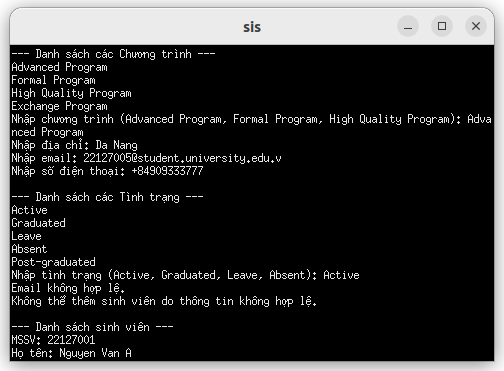 sis
--- Danh sách các Chương trình ---
Advanced Program
Formal Program
High Quality Program
Exchange Program
Nhập chương trình (Advanced Program, Formal Program, High Quality Program): Adva
nced Program
Nhập địa chỉ: Da Nang
Nhập email: 22127005@student.university.edu.v
Nhập số điện thoại: +84909333777
--- Danh sách các Tình trạng ---
Active
Graduated
Leave
Absent
Post-graduated
Nhập tình trạng (Active, Graduated, Leave, Absent): Active
Email không hợp lệ.
Không thể thêm sinh viên do thông tin không hợp lệ.
--- Danh sách sinh viên ---
MSSV: 22127001
Họ tên: Nguyen Van A